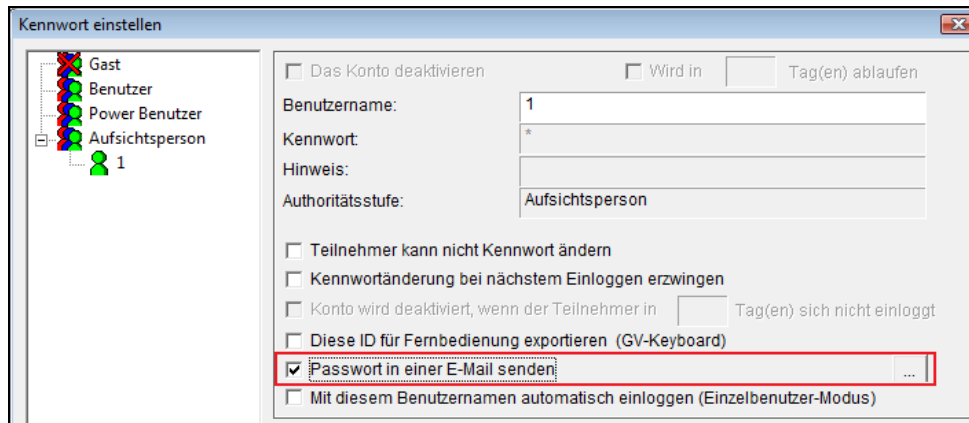 Kennwort einstellen
Gast
Benutzer
Power Benutzer
Aufsichtsperson
1
Das Konto deaktivieren Wird in Tag(en) ablaufen
Benutzername: 1
Kennwort: *
Hinweis:
Authoritätsstufe: Aufsichtsperson
Teilnehmer kann nicht Kennwort ändern
Kennwortänderung bei nächstem Einloggen erzwingen
Konto wird deaktiviert, wenn der Teilnehmer in Tag(en) sich nicht einloggt
Diese ID für Fernbedienung exportieren (GV-Keyboard)
Passwort in einer E-Mail senden ...
Mit diesem Benutzernamen automatisch einloggen (Einzelbenutzer-Modus)